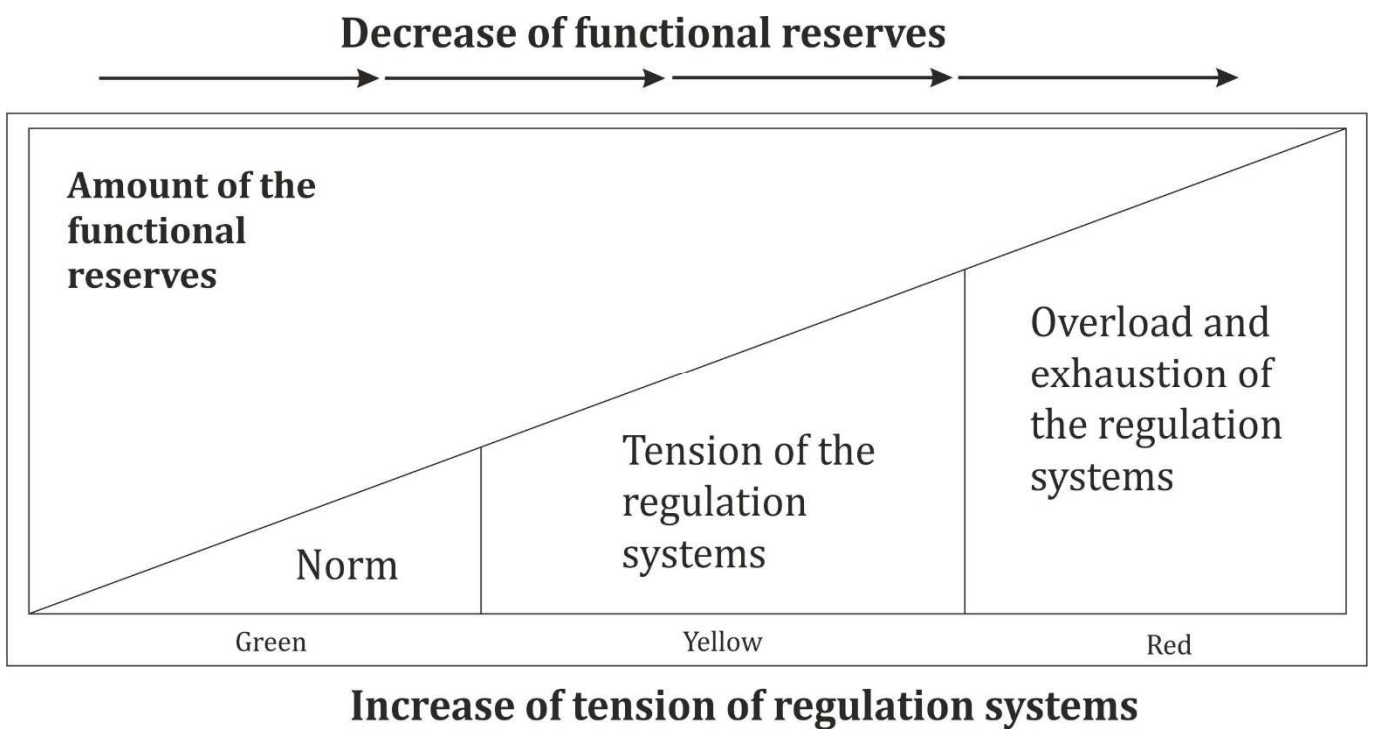 Decrease of functional reserves
Amount of the
functional
reserves
Norm
Tension of the
regulation
systems
Overload and
exhaustion of
the regulation
systems
Green
Yellow
Red
Increase of tension of regulation systems